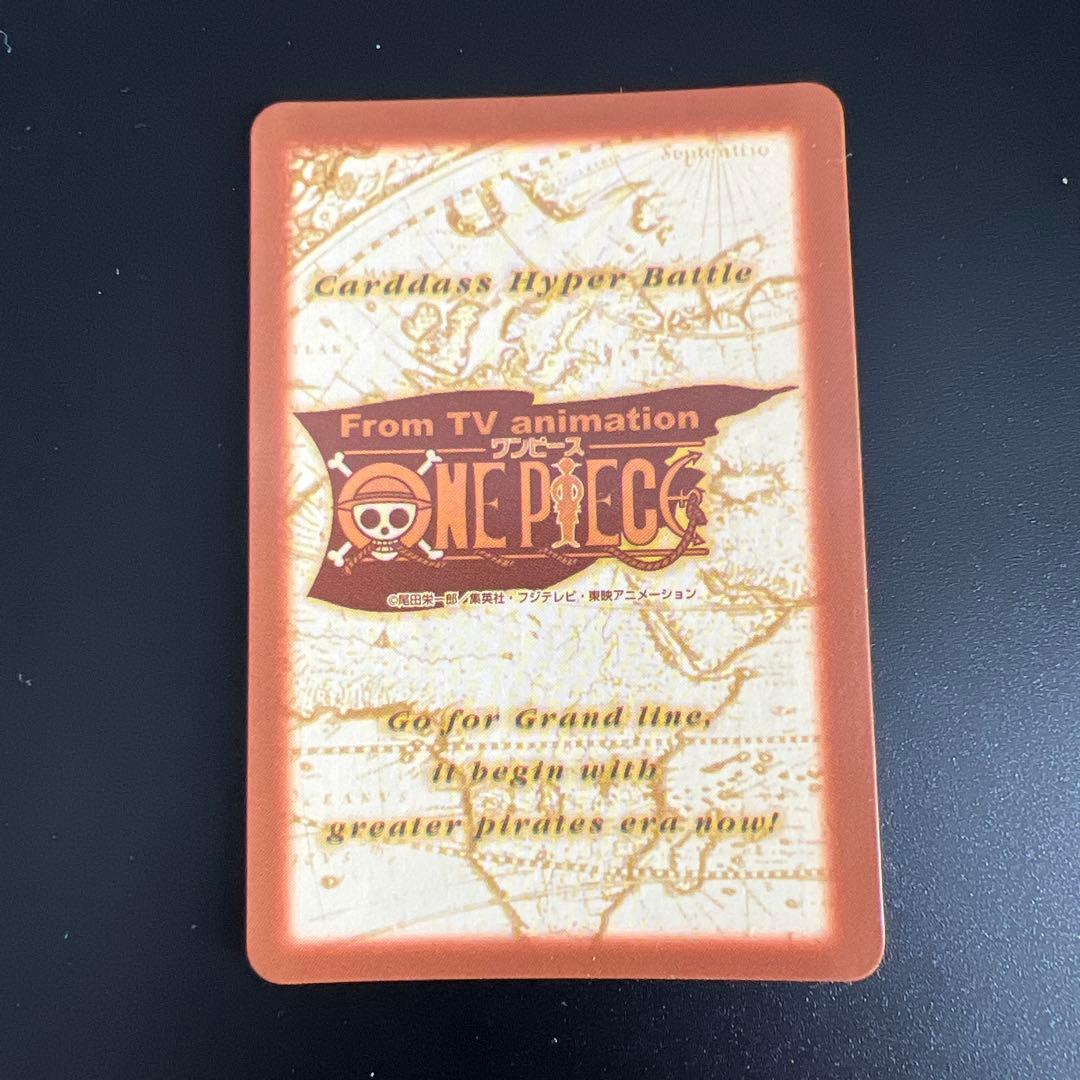 Septentrio
Carddass Hyper Battle
From TV animation
ワンピース
ONE PIECE
©尾田栄一郎／集英社・フジテレビ・東映アニメーション
Go for Grand line,
it begin with
greater pirates era now!